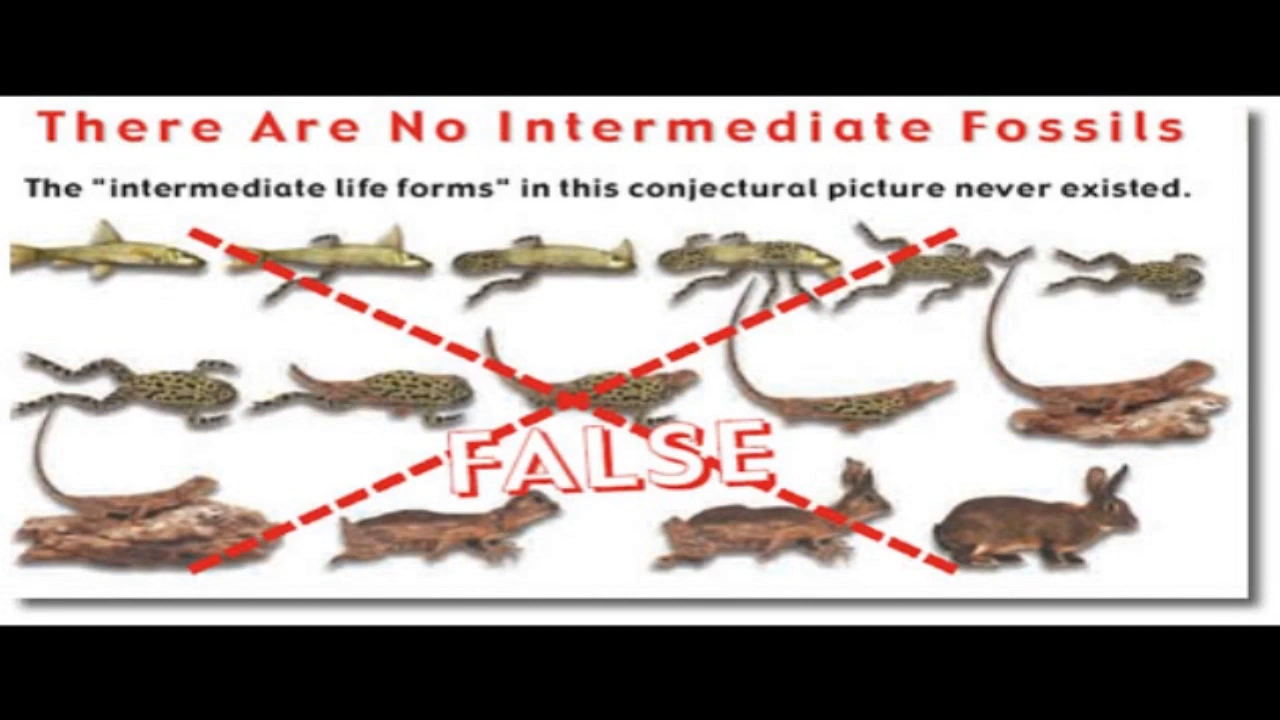 There Are No Intermediate Fossils
The "intermediate life forms" in this conjectural picture never existed.
FALSE